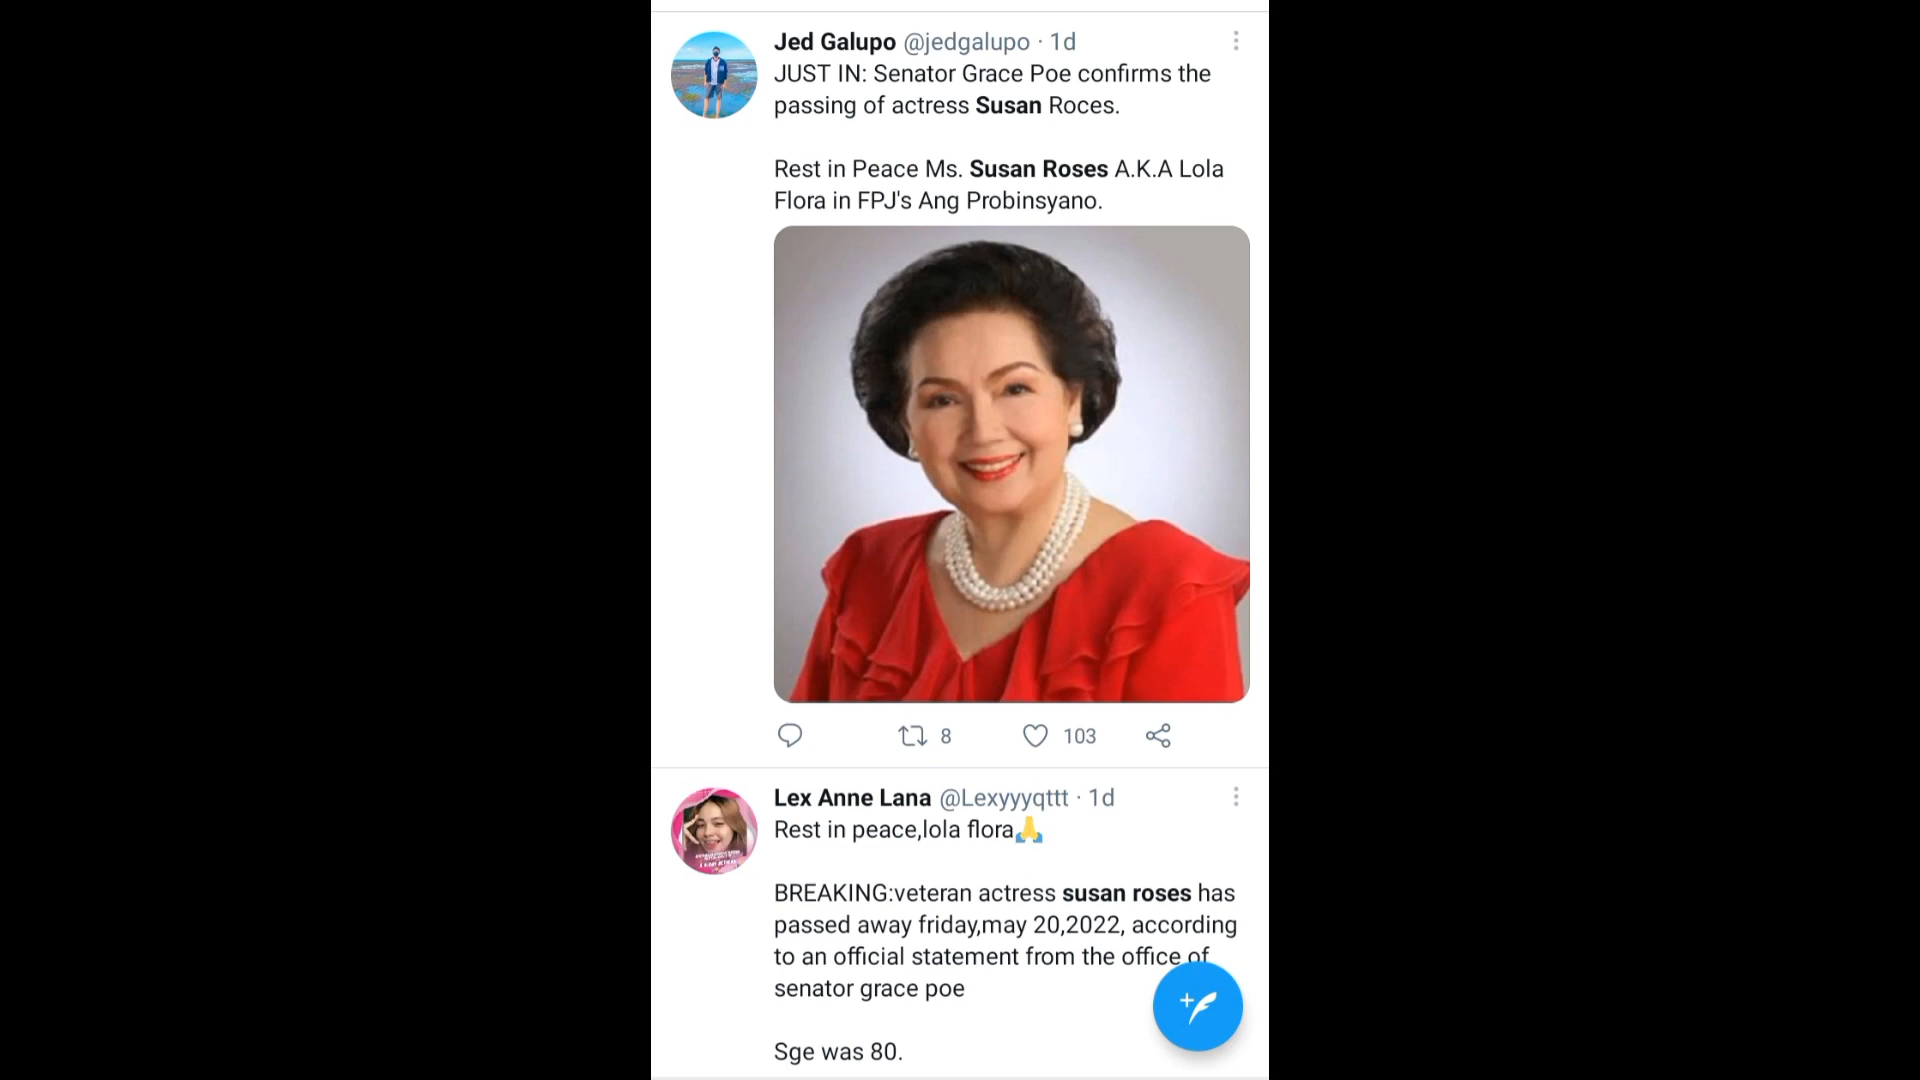 Jed Galupo @jedgalupo · 1d
JUST IN: Senator Grace Poe confirms the
passing of actress Susan Roces.
Rest in Peace Ms. Susan Roses A.K.A Lola
Flora in FPJ's Ang Probinsyano.
8 103
Lex Anne Lana @Lexyyyqttt · 1d
Rest in peace,lola flora🙏
BREAKING:veteran actress susan roses has
passed away friday,may 20,2022, according
to an official statement from the office of
senator grace poe
Sge was 80.